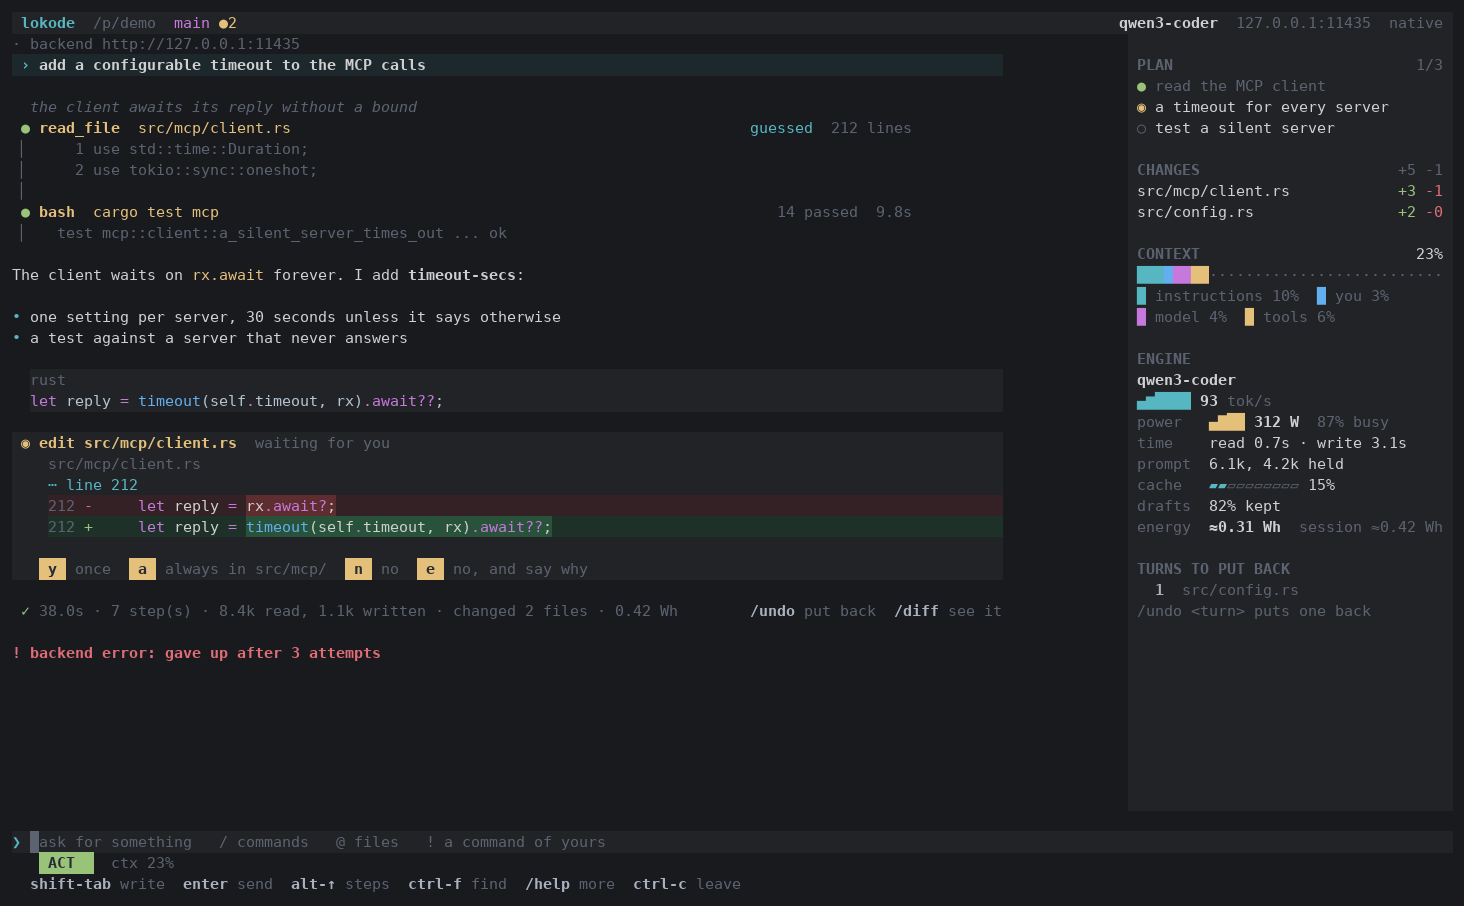 lokode  /p/demo  main ●2  qwen3-coder  127.0.0.1:11435  native
· backend http://127.0.0.1:11435
› add a configurable timeout to the MCP calls
the client awaits its reply without a bound
● read_file  src/mcp/client.rs  guessed  212 lines
1 use std::time::Duration;
2 use tokio::sync::oneshot;
● bash  cargo test mcp  14 passed  9.8s
test mcp::client::a_silent_server_times_out ... ok
The client waits on rx.await forever. I add timeout-secs:
• one setting per server, 30 seconds unless it says otherwise
• a test against a server that never answers
rust
let reply = timeout(self.timeout, rx).await??;
◉ edit src/mcp/client.rs  waiting for you
src/mcp/client.rs
┅ line 212
212 -     let reply = rx.await?;
212 +     let reply = timeout(self.timeout, rx).await??;
y once  a always in src/mcp/  n no  e no, and say why
✓ 38.0s · 7 step(s) · 8.4k read, 1.1k written · changed 2 files · 0.42 Wh  /undo put back  /diff see it
! backend error: gave up after 3 attempts
PLAN  1/3
● read the MCP client
◉ a timeout for every server
○ test a silent server
CHANGES  +5 -1
src/mcp/client.rs  +3 -1
src/config.rs  +2 -0
CONTEXT  23%
instructions 10%  you 3%
model 4%  tools 6%
ENGINE
qwen3-coder
93 tok/s
power  312 W  87% busy
time  read 0.7s · write 3.1s
prompt  6.1k, 4.2k held
cache  ▰▰▱▱▱▱▱▱▱▱ 15%
drafts  82% kept
energy  ≈0.31 Wh  session ≈0.42 Wh
TURNS TO PUT BACK
1  src/config.rs
/undo <turn> puts one back
❯ ask for something   / commands   @ files   ! a command of yours
ACT  ctx 23%
shift-tab write  enter send  alt-↑ steps  ctrl-f find  /help more  ctrl-c leave